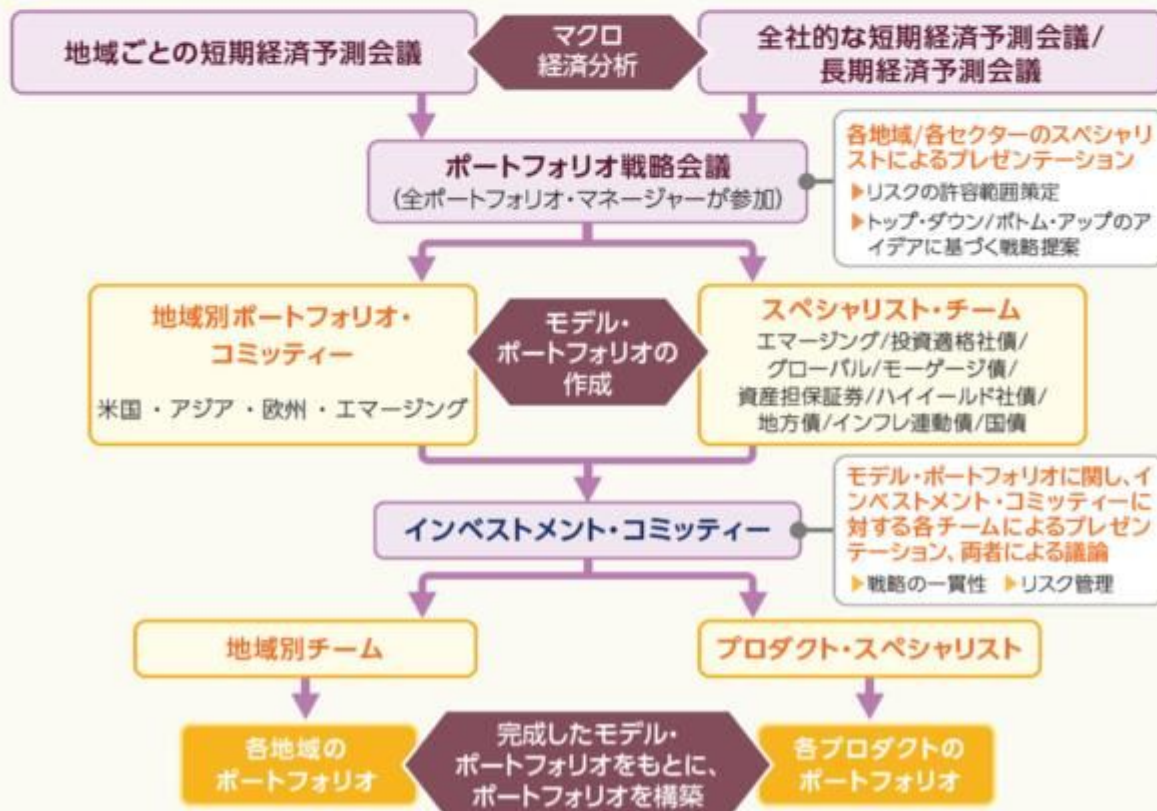 地域ごとの短期経済予測会議
マクロ
経済分析
全社的な短期経済予測会議/
長期経済予測会議
ポートフォリオ戦略会議
(全ポートフォリオ・マネージャーが参加)
各地域/各セクターのスペシャリ
ストによるプレゼンテーション
▶リスクの許容範囲策定
▶トップ・ダウン/ボトム・アップのア
イデアに基づく戦略提案
地域別ポートフォリオ・
コミッティー
米国・アジア・欧州・エマージング
モデル・
ポートフォリオの
作成
スペシャリスト・チーム
エマージング/投資適格社債/
グローバル/モーゲージ債/
資産担保証券/ハイイールド社債/
地方債/インフレ連動債/国債
インベストメント・コミッティー
モデル・ポートフォリオに関し、イ
ンベストメント・コミッティーに
対する各チームによるプレゼン
テーション、両者による議論
▶戦略の一貫性 ▶リスク管理
地域別チーム
プロダクト・スペシャリスト
各地域の
ポートフォリオ
完成したモデル・
ポートフォリオをもとに、
ポートフォリオを構築
各プロダクトの
ポートフォリオ